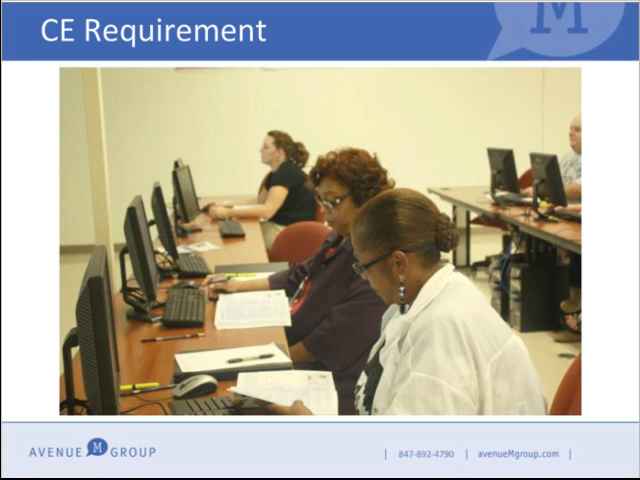 M
CE Requirement
AVENUE M GROUP
| 847-892-4790 | avenueMgroup.com |